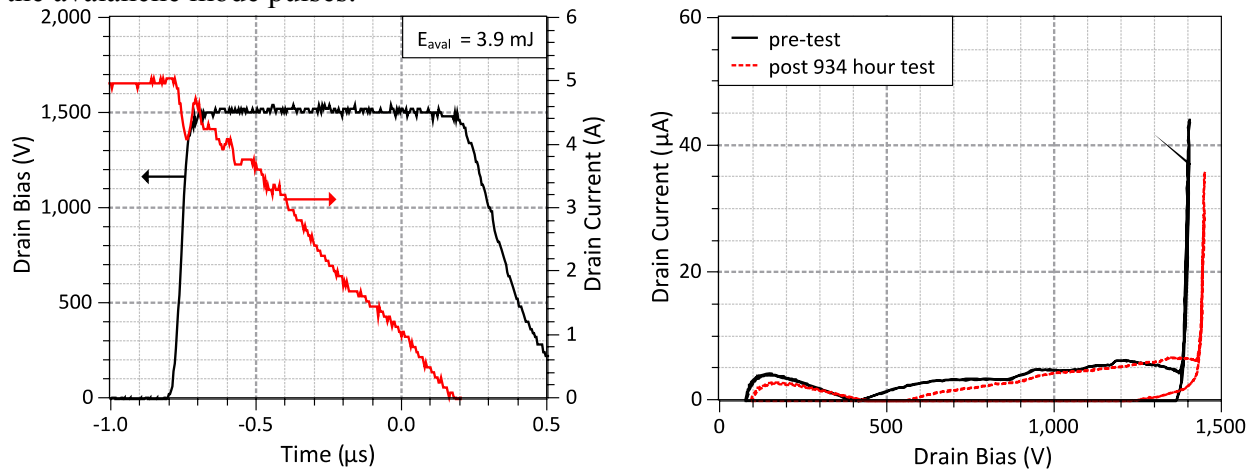 the avalanche mode pulses.
2,000
1,500
1,000
500
0
Drain Bias (V)
6
5
4
3
2
1
0
Drain Current (A)
E_aval = 3.9 mJ
-1.0
-0.5
0.0
0.5
Time (µs)
60
40
20
0
Drain Current (µA)
pre-test
post 934 hour test
0
500
1,000
1,500
Drain Bias (V)